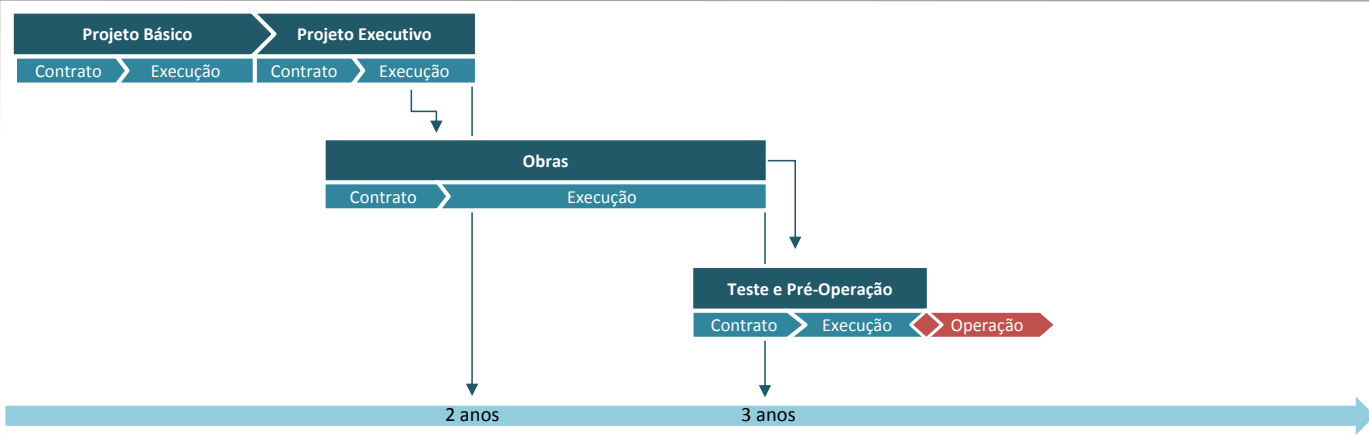 Projeto Básico
Projeto Executivo
Contrato
Execução
Contrato
Execução
Obras
Contrato
Execução
Teste e Pré-Operação
Contrato
Execução
Operação
2 anos
3 anos